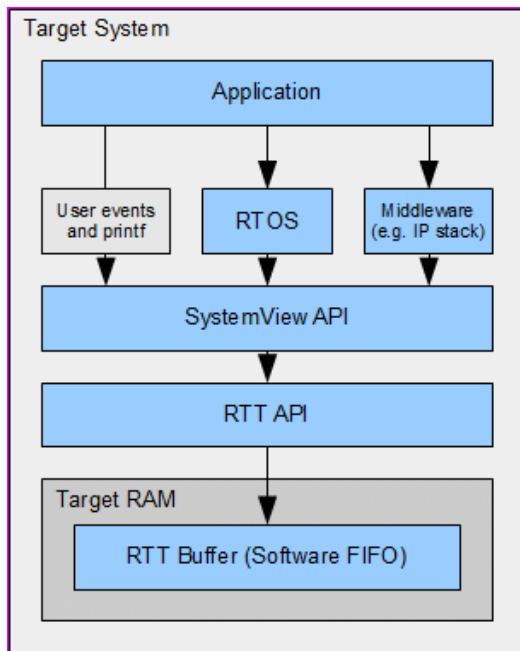 Target System
Application
User events
and printf
RTOS
Middleware
(e.g. IP stack)
SystemView API
RTT API
Target RAM
RTT Buffer (Software FIFO)